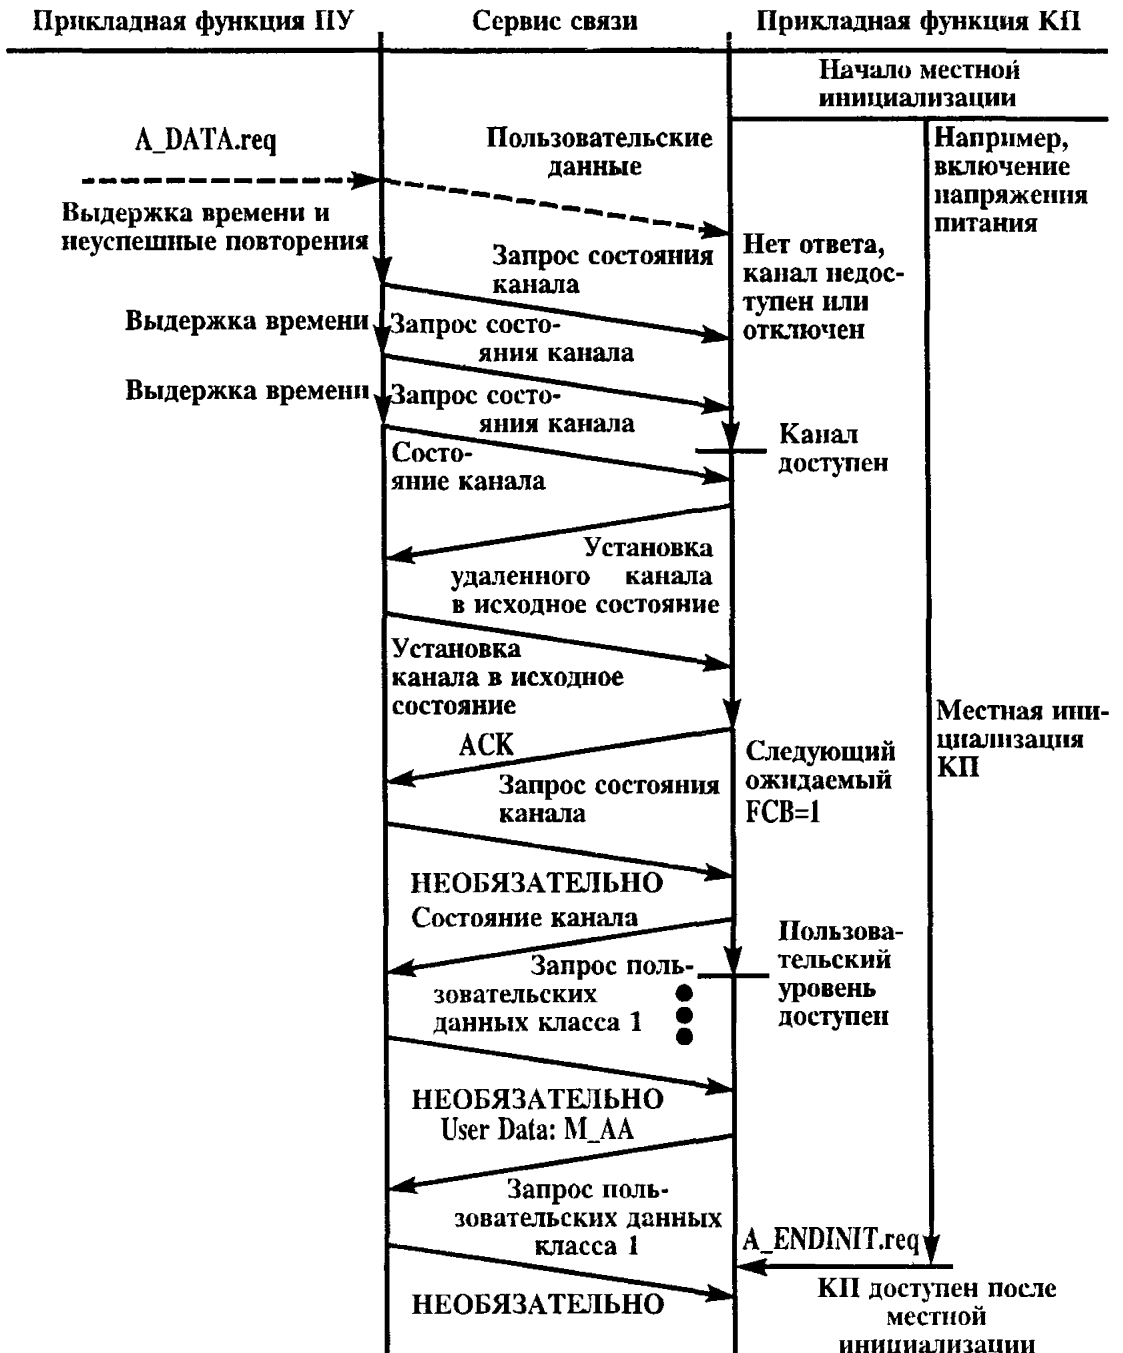 Прикладная функция ПУ
Сервис связи
Прикладная функция КП
Начало местной
инициализации
A_DATA.req
Пользовательские
данные
Например,
включение
напряжения
питания
Выдержка времени и
неуспешные повторения
Запрос состояния
канала
Нет ответа,
канал недос-
тупен или
отключен
Выдержка времени
Запрос состо-
яния канала
Выдержка времени
Запрос состо-
яния канала
Канал
доступен
Состо-
яние канала
Установка
удаленного канала
в исходное состояние
Установка
канала в исходное
состояние
Местная ини-
циализация
КП
ACK
Следующий
ожидаемый
FCB=1
Запрос состояния
канала
НЕОБЯЗАТЕЛЬНО
Состояние канала
Пользова-
тельский
уровень
доступен
Запрос поль-
зовательских
данных класса 1
НЕОБЯЗАТЕЛЬНО
User Data: M_AA
Запрос поль-
зовательских данных
класса 1
A_ENDINIT.req
НЕОБЯЗАТЕЛЬНО
КП доступен после
местной
инициализации